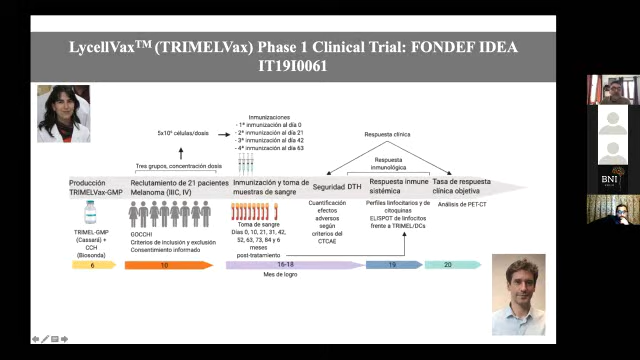 LycellVax™ (TRIMELVax) Phase 1 Clinical Trial: FONDEF IDEA
IT19I0061
Inmunizaciones
- 1ª inmunización al día 0
- 2ª inmunización al día 21
- 3ª inmunización al día 42
- 4ª inmunización al día 63
células/dosis
Tres grupos, concentración dosis
Respuesta clínica
Respuesta
inmunológica
Producción
TRIMELVax-GMP
Reclutamiento de 21 pacientes
Melanoma (IIIC, IV)
Inmunización y toma de
muestras de sangre
Seguridad
DTH
Respuesta inmune
sistémica
Tasa de respuesta
clínica objetiva
TRIMEL-GMP
(Cassará) +
CCH
(Biosonda)
GOCCHI
Criterios de inclusión y exclusión
Consentimiento informado
Toma de sangre
Días 0, 10, 21, 31, 42,
52, 63, 73, 84 y 6
meses
post-tratamiento
Cuantificación
efectos
adversos
según
criterios del
CTCAE
Perfiles linfocitarios y de
citoquinas
ELISPOT de linfocitos
frente a TRIMEL/DCs
Análisis de PET-CT
6
10
16-18
19
20
Mes de logro
BNI